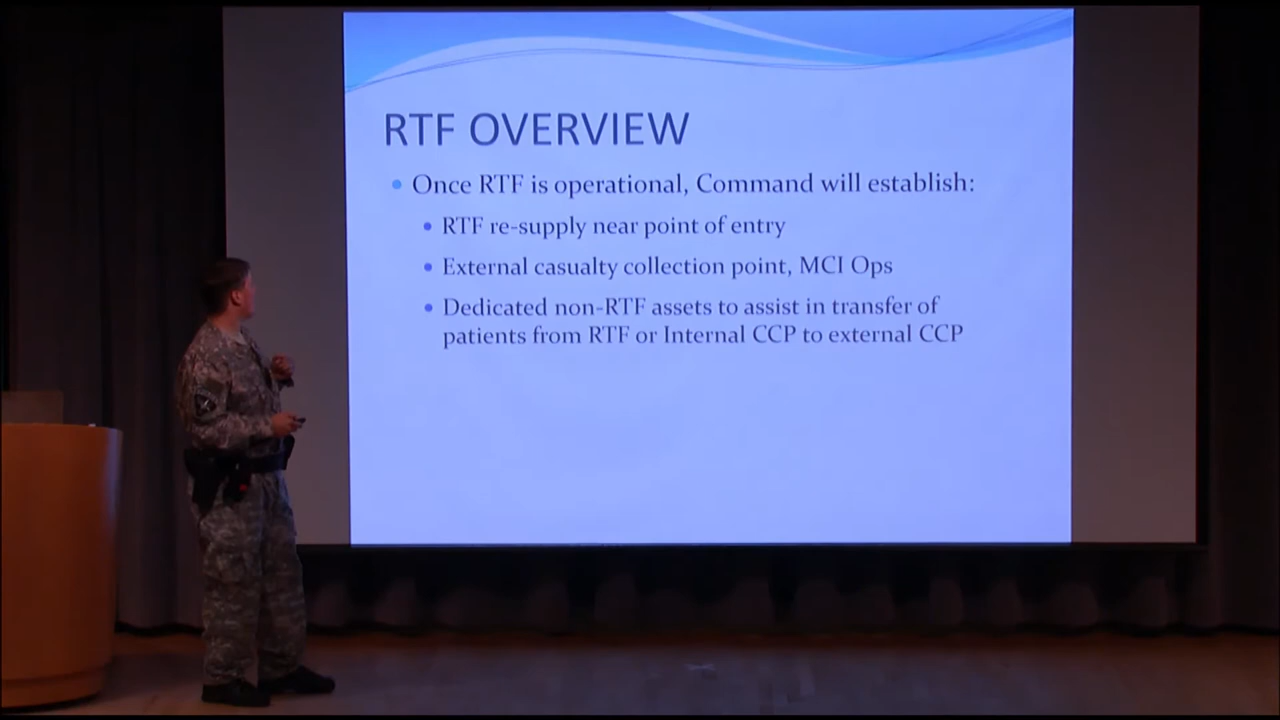 RTF OVERVIEW
Once RTF is operational, Command will establish:
RTF re-supply near point of entry
External casualty collection point, MCI Ops
Dedicated non-RTF assets to assist in transfer of
patients from RTF or Internal CCP to external CCP